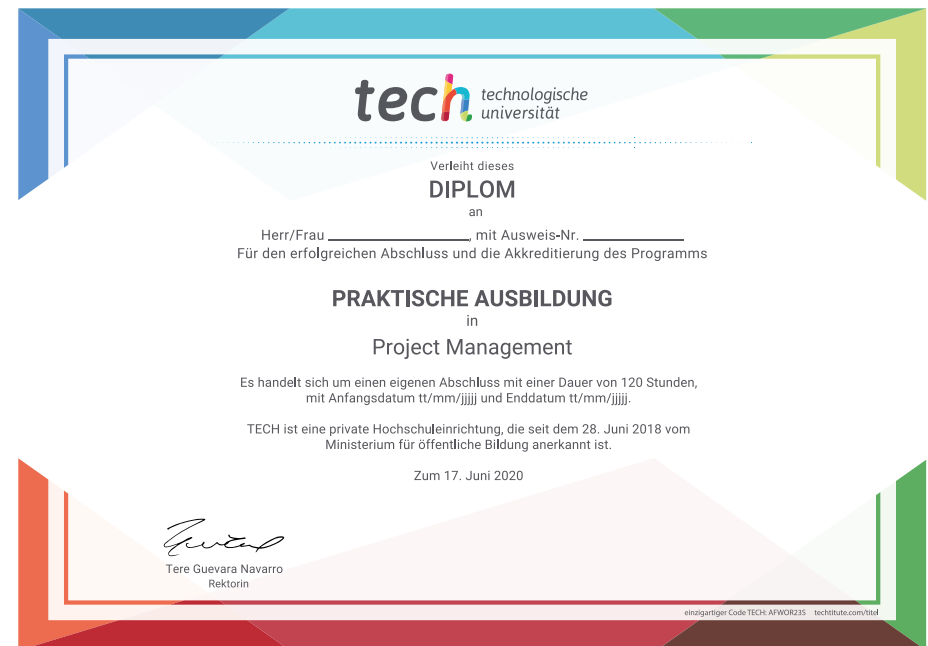 tech technologische
universität
Verleiht dieses
DIPLOM
an
Herr/Frau ____________, mit Ausweis-Nr. ____________
Für den erfolgreichen Abschluss und die Akkreditierung des Programms
PRAKTISCHE AUSBILDUNG
in
Project Management
Es handelt sich um einen eigenen Abschluss mit einer Dauer von 120 Stunden,
mit Anfangsdatum tt/mm/jjjjj und Enddatum tt/mm/jjjjj.
TECH ist eine private Hochschuleinrichtung, die seit dem 28. Juni 2018 vom
Ministerium für öffentliche Bildung anerkannt ist.
Zum 17. Juni 2020
Tere Guevara Navarro
Rektorin
einzigartiger Code TECH: AFWOR23S techtitute.com/titel